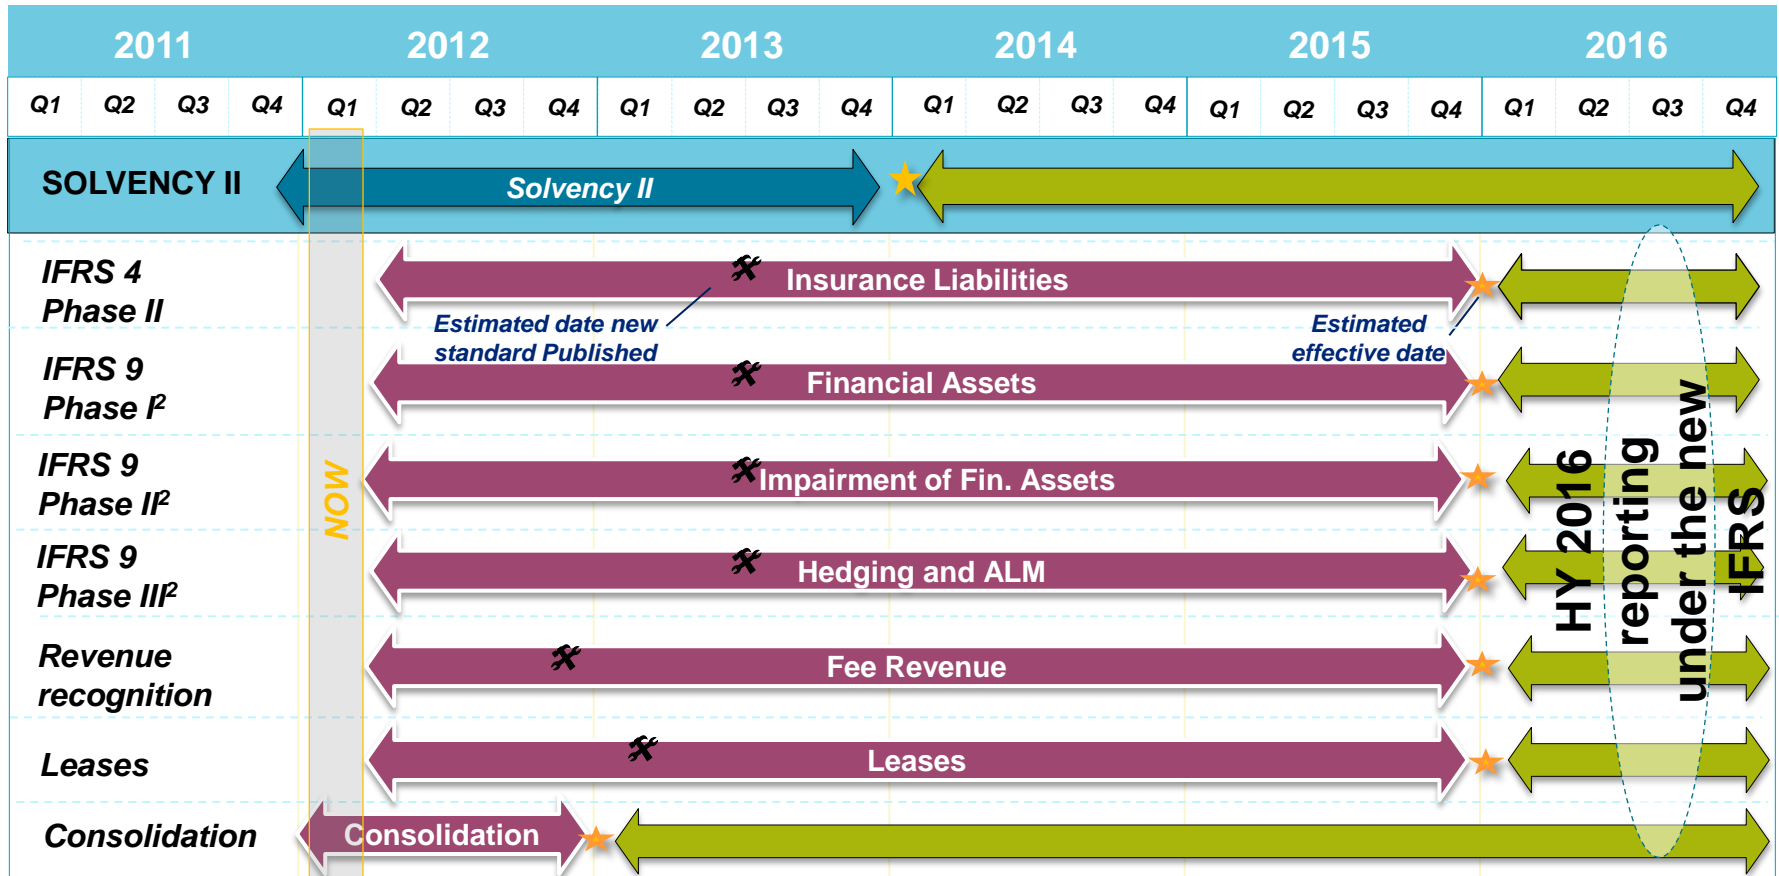 2011 2012 2013 2014 2015 2016
Q1 Q2 Q3 Q4 Q1 Q2 Q3 Q4 Q1 Q2 Q3 Q4 Q1 Q2 Q3 Q4 Q1 Q2 Q3 Q4 Q1 Q2 Q3 Q4
SOLVENCY II
Solvency II
IFRS 4
Phase II
Insurance Liabilities
Estimated date new
standard Published
Estimated
effective date
IFRS 9
Phase I²
Financial Assets
IFRS 9
Phase II²
Impairment of Fin. Assets
IFRS 9
Phase III²
Hedging and ALM
Revenue
recognition
Fee Revenue
Leases
Leases
Consolidation
Consolidation
NOW
HY 2016
reporting
under the new
IFRS